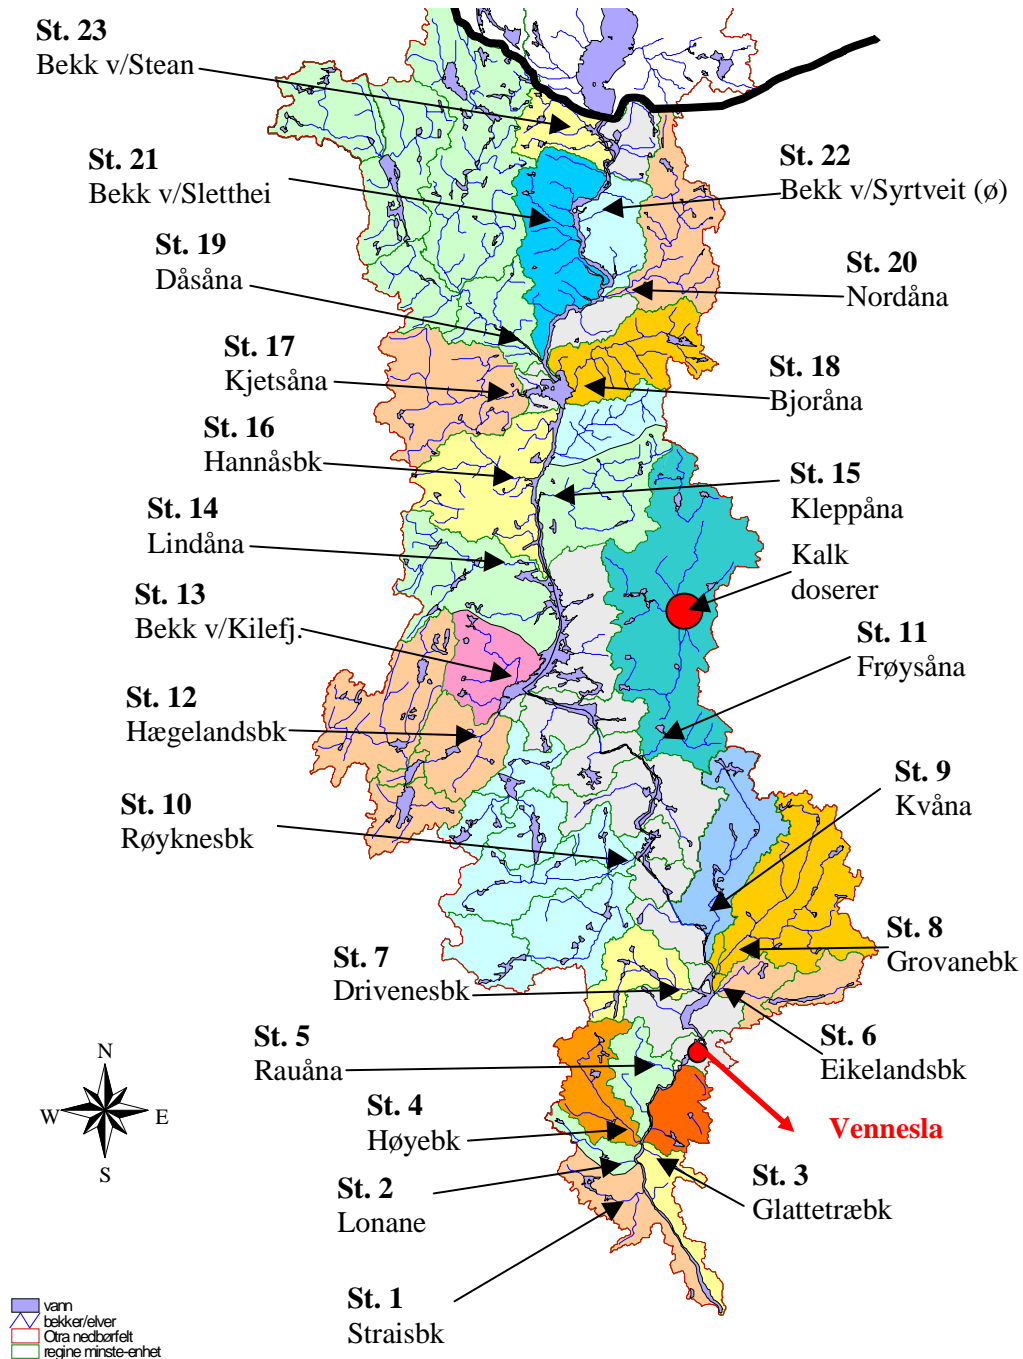 St. 23
Bekk v/Stean
St. 21
Bekk v/Sletthei
St. 22
Bekk v/Syrtveit (ø)
St. 19
Dåsåna
St. 20
Nordåna
St. 17
Kjetsåna
St. 18
Bjoråna
St. 16
Hannåsbk
St. 15
Kleppåna
St. 14
Lindåna
Kalk
doserer
St. 13
Bekk v/Kilefj.
St. 11
Frøysåna
St. 12
Hægelandsbk
St. 9
Kvåna
St. 10
Røyknesbk
St. 8
Grovanebk
St. 7
Drivenesbk
St. 6
Eikelandsbk
St. 5
Rauåna
St. 4
Høyebk
Vennesla
St. 3
Glattetræbk
St. 2
Lonane
St. 1
Straisbk
N
W
E
S
vann
bekker/elver
Otra nedbørfelt
regine minste-enhet